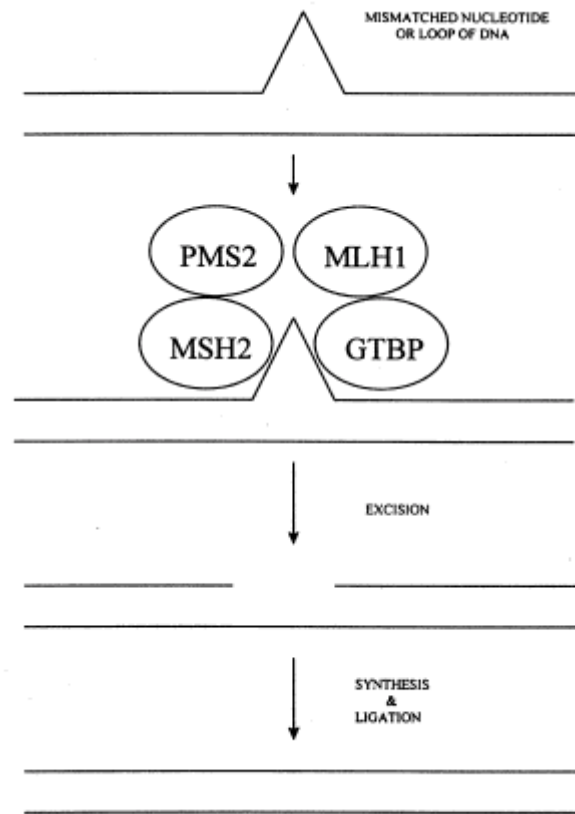 MISMATCHED NUCLEOTIDE
OR LOOP OF DNA
PMS2
MLH1
MSH2
GTBP
EXCISION
SYNTHESIS
&
LIGATION